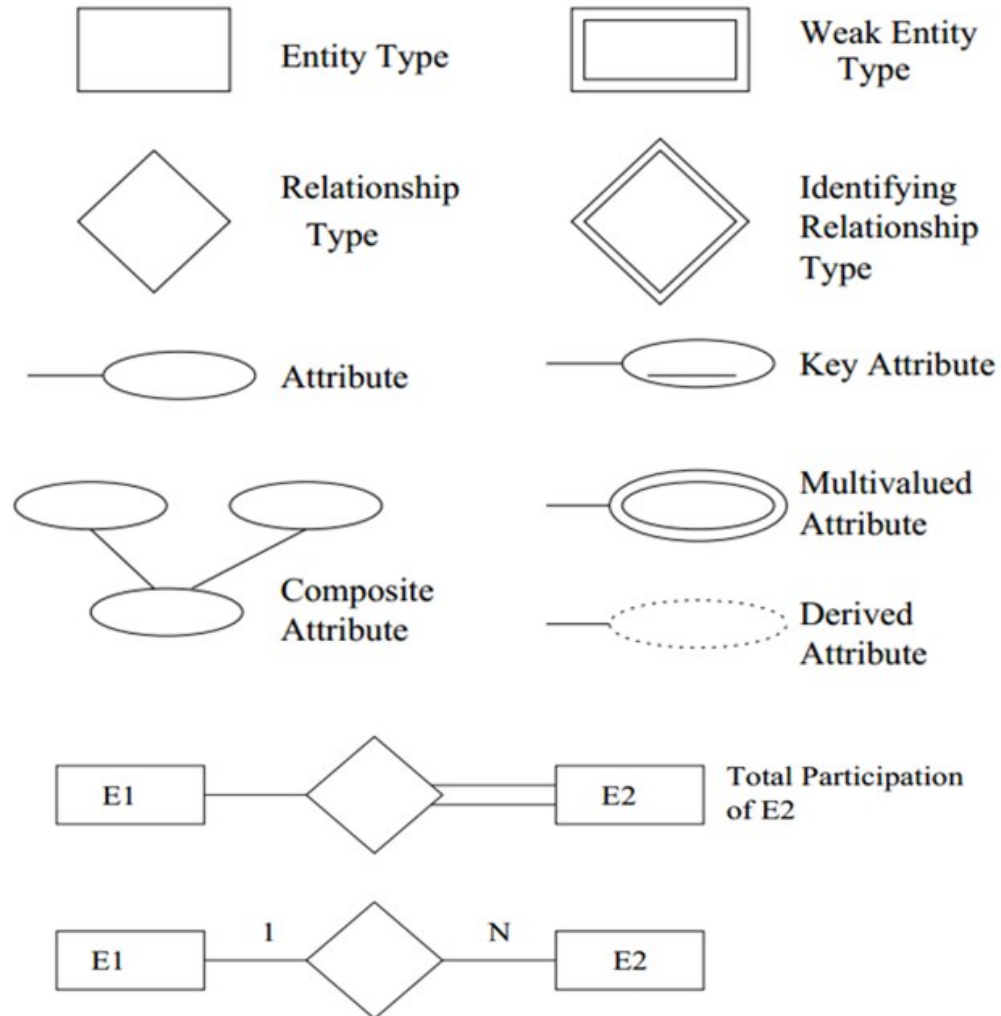 Entity Type
Weak Entity
Type
Relationship
Type
Identifying
Relationship
Type
Attribute
Key Attribute
Composite
Attribute
Multivalued
Attribute
Derived
Attribute
E1
E2
Total Participation
of E2
1
N
E1
E2